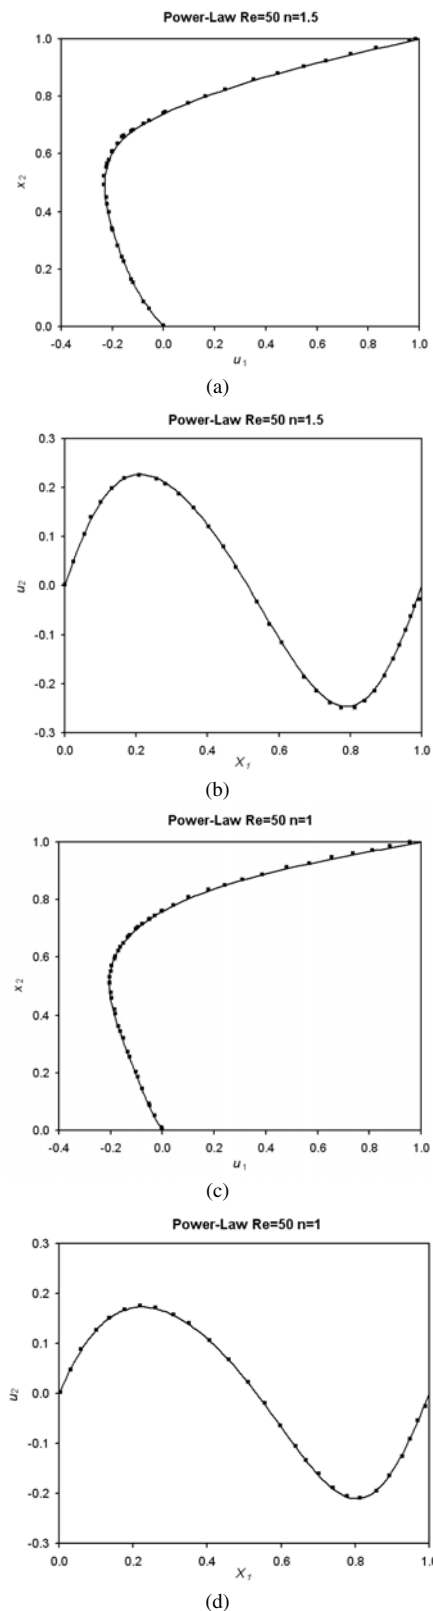 Power-Law Re=50 n=1.5
1.0
0.8
0.6
x2
0.4
0.2
0.0
-0.4 -0.2 0.0 0.2 0.4 0.6 0.8 1.0
u1
(a)
Power-Law Re=50 n=1.5
0.3
0.2
0.1
u2
0.0
-0.1
-0.2
-0.3
0.0 0.2 0.4 0.6 0.8 1.0
X1
(b)
Power-Law Re=50 n=1
1.0
0.8
0.6
x2
0.4
0.2
0.0
-0.4 -0.2 0.0 0.2 0.4 0.6 0.8 1.0
u1
(c)
Power-Law Re=50 n=1
0.3
0.2
0.1
u2
0.0
-0.1
-0.2
-0.3
0.0 0.2 0.4 0.6 0.8 1.0
X1
(d)